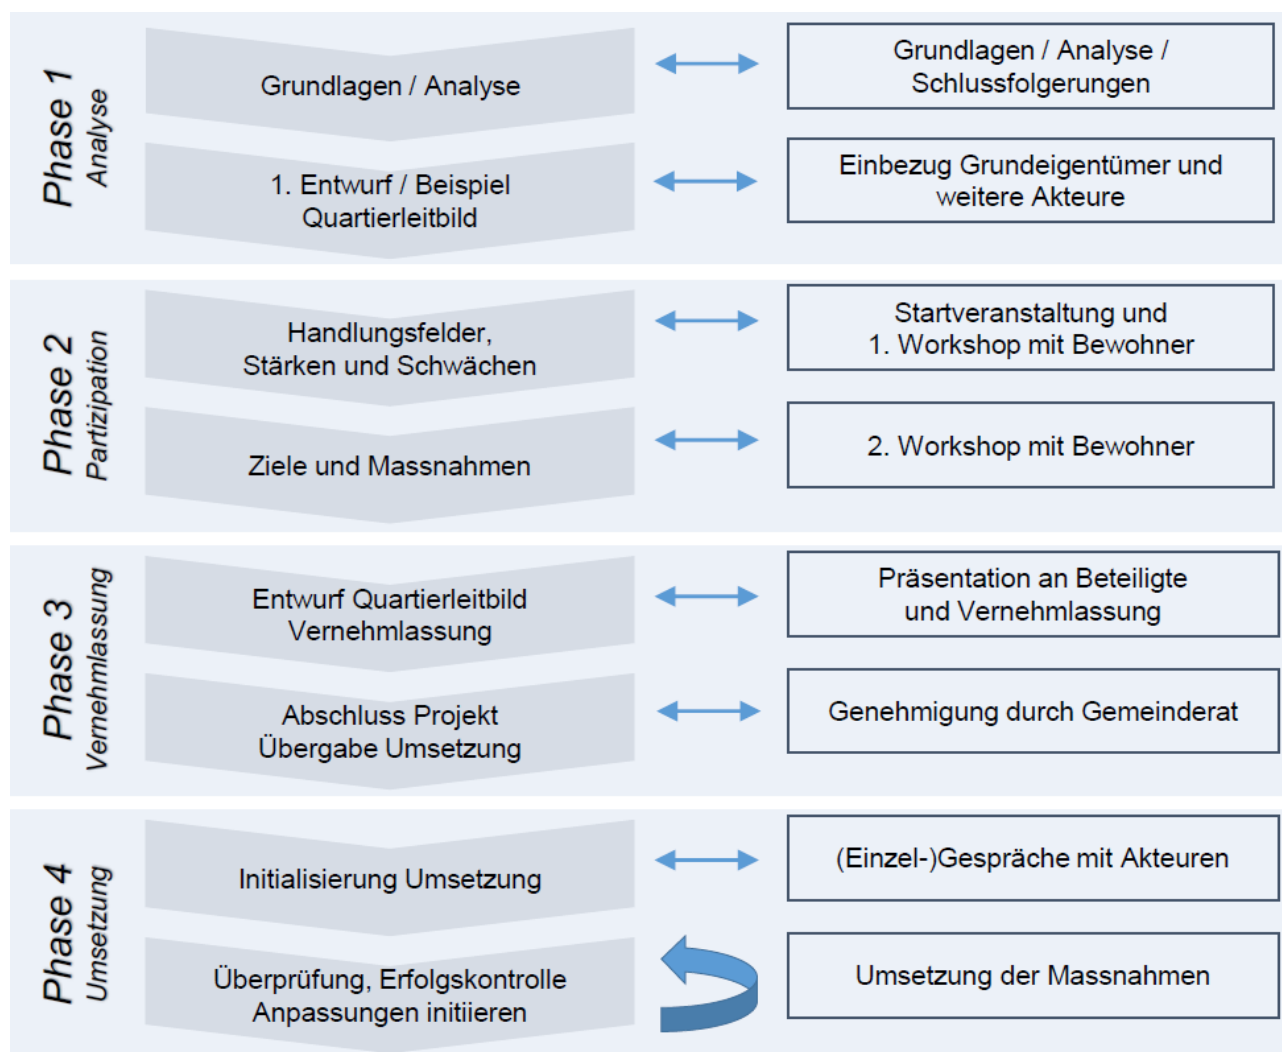 Phase 1
Analyse
Grundlagen / Analyse
Grundlagen / Analyse /
Schlussfolgerungen
1. Entwurf / Beispiel
Quartierleitbild
Einbezug Grundeigentümer und
weitere Akteure
Phase 2
Partizipation
Handlungsfelder,
Stärken und Schwächen
Startveranstaltung und
1. Workshop mit Bewohner
Ziele und Massnahmen
2. Workshop mit Bewohner
Phase 3
Vernehmlassung
Entwurf Quartierleitbild
Vernehmlassung
Präsentation an Beteiligte
und Vernehmlassung
Abschluss Projekt
Übergabe Umsetzung
Genehmigung durch Gemeinderat
Phase 4
Umsetzung
Initialisierung Umsetzung
(Einzel-)Gespräche mit Akteuren
Überprüfung, Erfolgskontrolle
Anpassungen initiieren
Umsetzung der Massnahmen